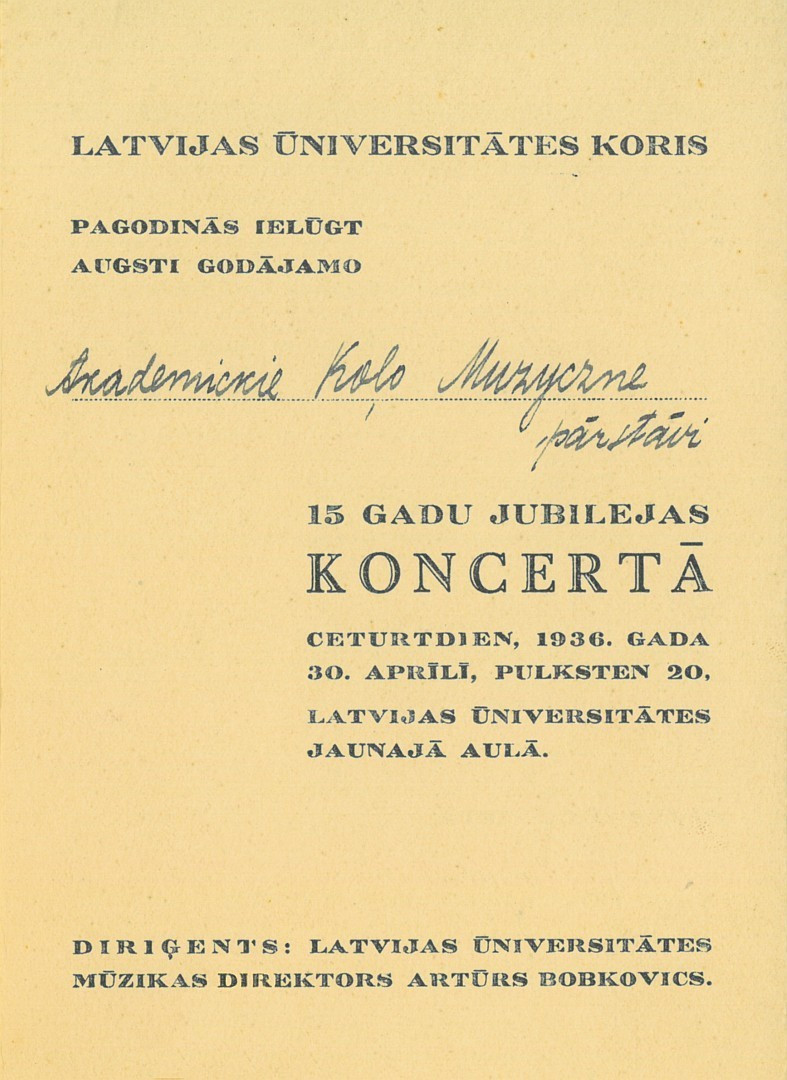 LATVIJAS ŪNIVERSITĀTES KORIS
PAGODINĀS IELŪGT
AUGSTI GODĀJAMO
Akademickie Koļo Muzyczne
pārstāvi
15 GADU JUBILEJAS
KONCERTĀ
CETURTDIEN, 1936. GADA
30. APRĪLĪ, PULKSTEN 20,
LATVIJAS ŪNIVERSITĀTES
JAUNAJĀ AULĀ.
DIRIĢENTS: LATVIJAS ŪNIVERSITĀTES
MŪZIKAS DIREKTORS ARTŪRS BOBKOVICS.